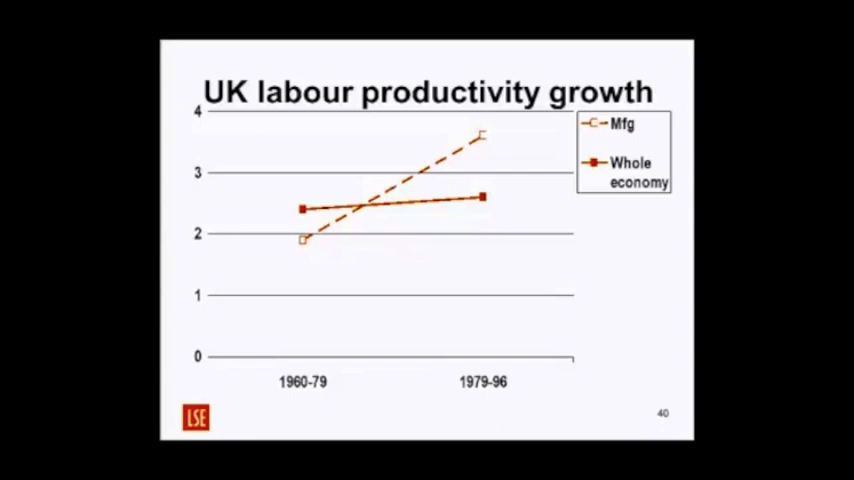 UK labour productivity growth
4
3
2
1
0
Mfg
Whole
economy
1960-79
1979-96
LSE
40